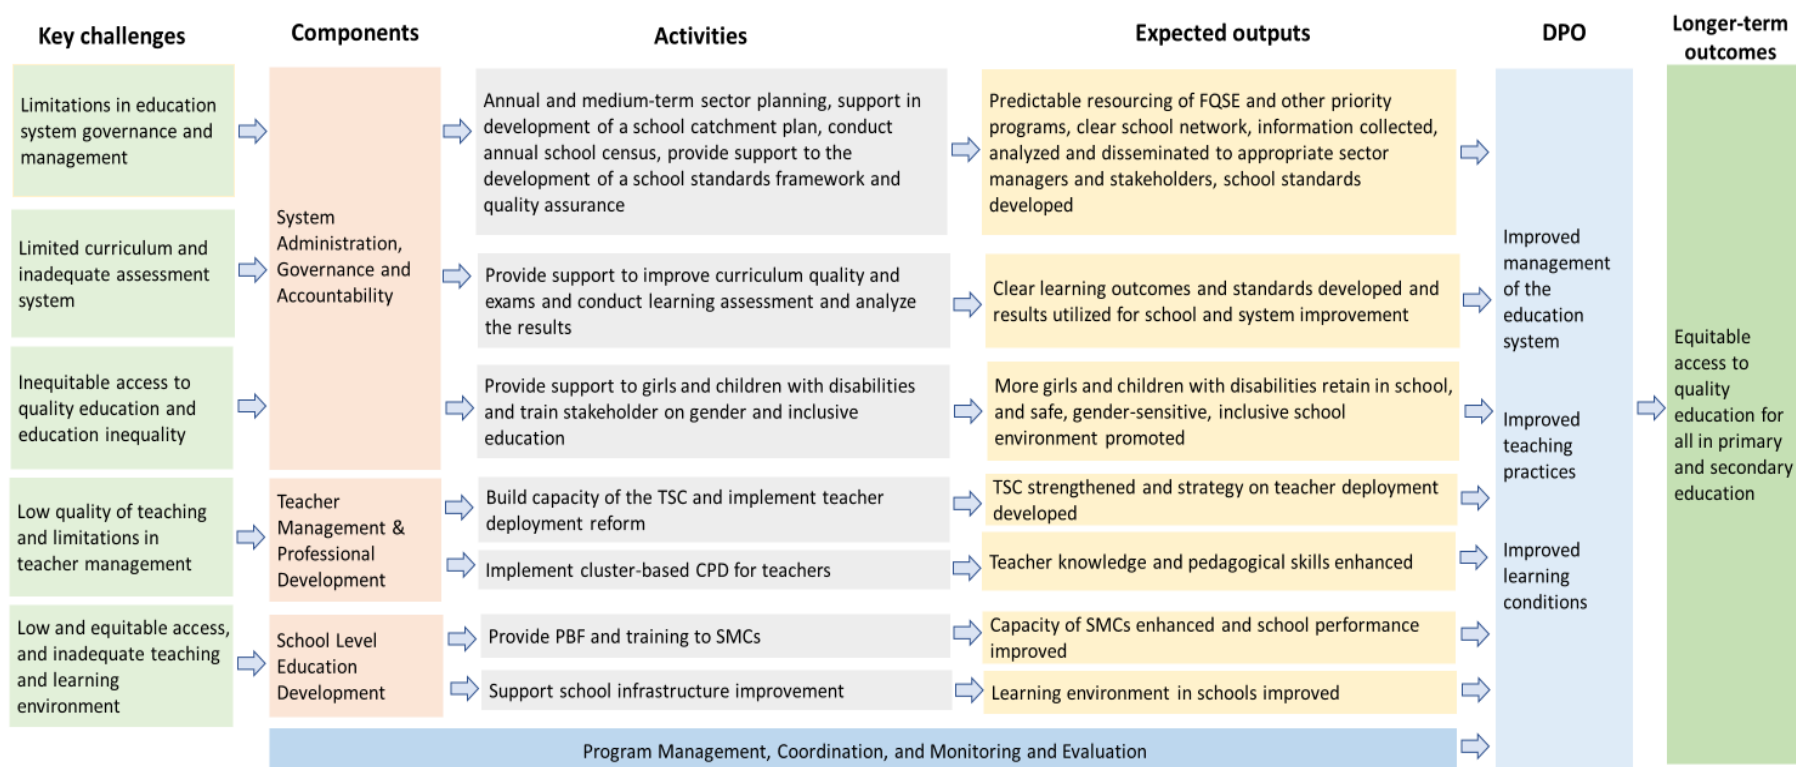 Key challenges
Components
Activities
Expected outputs
DPO
Longer-term
outcomes
Limitations in education
system governance and
management
Limited curriculum and
inadequate assessment
system
Inequitable access to
quality education and
education inequality
Low quality of teaching
and limitations in
teacher management
Low and equitable access,
and inadequate teaching
and learning
environment
System
Administration,
Governance and
Accountability
Teacher
Management &
Professional
Development
School Level
Education
Development
Annual and medium-term sector planning, support in
development of a school catchment plan, conduct
annual school census, provide support to the
development of a school standards framework and
quality assurance
Provide support to improve curriculum quality and
exams and conduct learning assessment and analyze
the results
Provide support to girls and children with disabilities
and train stakeholder on gender and inclusive
education
Build capacity of the TSC and implement teacher
deployment reform
Implement cluster-based CPD for teachers
Provide PBF and training to SMCs
Support school infrastructure improvement
Predictable resourcing of FQSE and other priority
programs, clear school network, information collected,
analyzed and disseminated to appropriate sector
managers and stakeholders, school standards
developed
Clear learning outcomes and standards developed and
results utilized for school and system improvement
More girls and children with disabilities retain in school,
and safe, gender-sensitive, inclusive school
environment promoted
TSC strengthened and strategy on teacher deployment
developed
Teacher knowledge and pedagogical skills enhanced
Capacity of SMCs enhanced and school performance
improved
Learning environment in schools improved
Program Management, Coordination, and Monitoring and Evaluation
Improved
management
of the
education
system
Improved
teaching
practices
Improved
learning
conditions
Equitable
access to
quality
education for
all in primary
and secondary
education